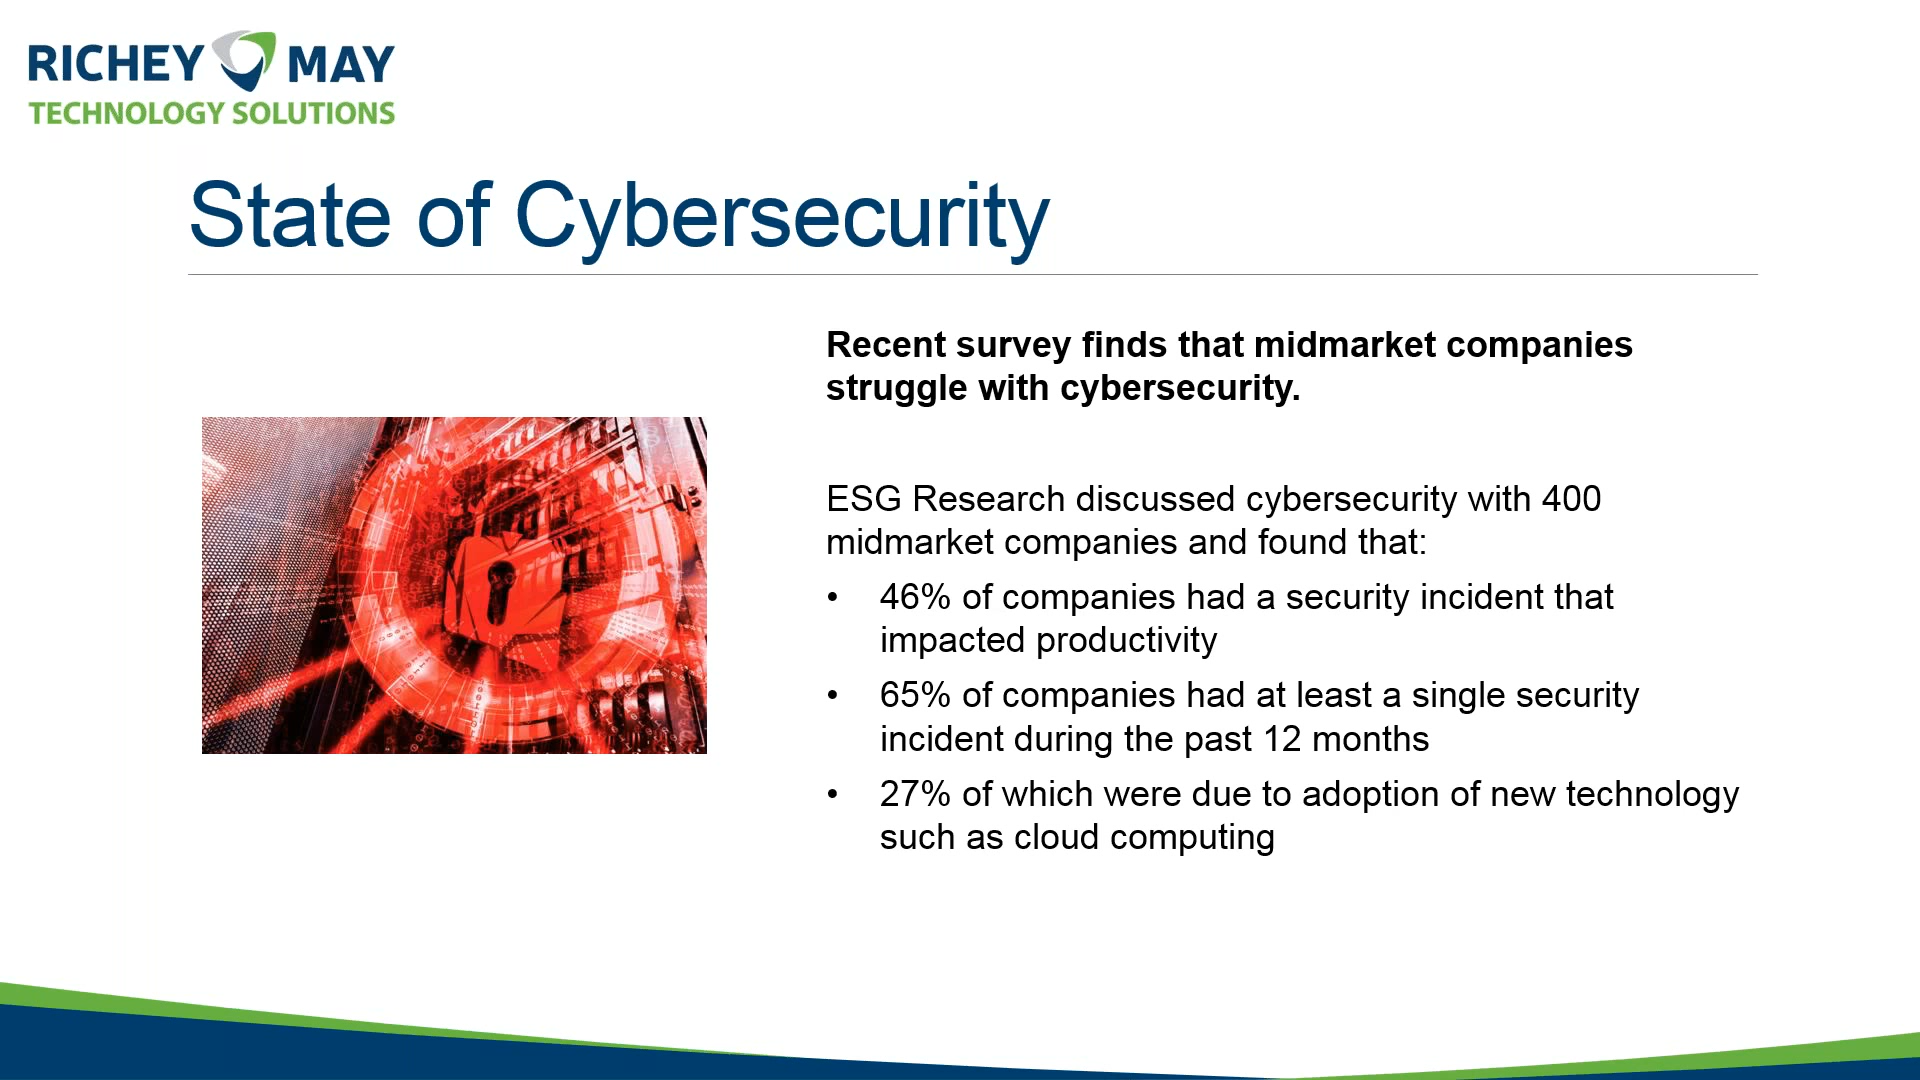 RICHEY MAY
TECHNOLOGY SOLUTIONS
State of Cybersecurity
Recent survey finds that midmarket companies
struggle with cybersecurity.
ESG Research discussed cybersecurity with 400
midmarket companies and found that:
• 46% of companies had a security incident that
impacted productivity
• 65% of companies had at least a single security
incident during the past 12 months
• 27% of which were due to adoption of new technology
such as cloud computing